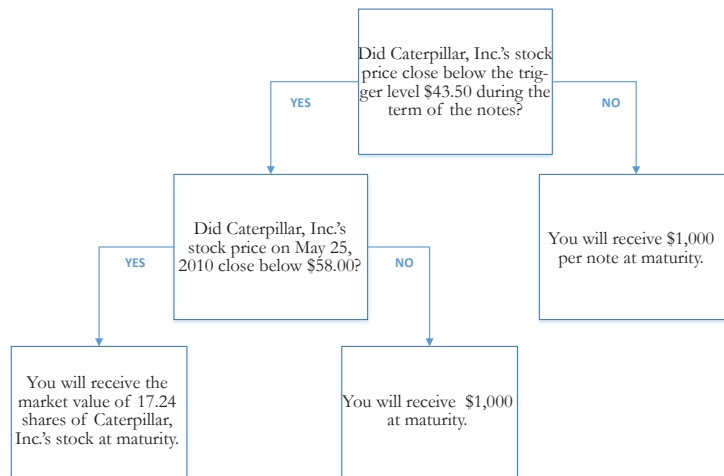 Did Caterpillar, Inc.'s stock
price close below the trig-
ger level $43.50 during the
term of the notes?
YES
NO
Did Caterpillar, Inc.'s
stock price on May 25,
2010 close below $58.00?
You will receive $1,000
per note at maturity.
YES
NO
You will receive the
market value of 17.24
shares of Caterpillar,
Inc.'s stock at maturity.
You will receive $1,000
at maturity.